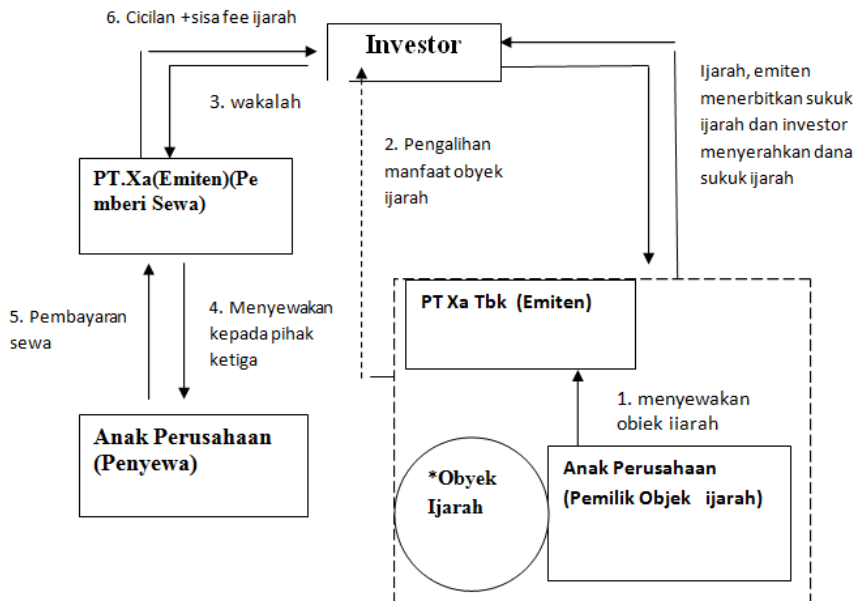 6. Cicilan +sisa fee ijarah
Investor
3. wakalah
2. Pengalihan
manfaat obyek
ijarah
Ijarah, emiten
menerbitkan sukuk
ijarah dan investor
menyerahkan dana
sukuk ijarah
PT.Xa(Emiten)(Pe
mberi Sewa)
5. Pembayaran
sewa
4. Menyewakan
kepada pihak
ketiga
PT Xa Tbk (Emiten)
1. menyewakan
obiek iiarah
Anak Perusahaan
(Penyewa)
*Obyek
Ijarah
Anak Perusahaan
(Pemilik Objek ijarah)